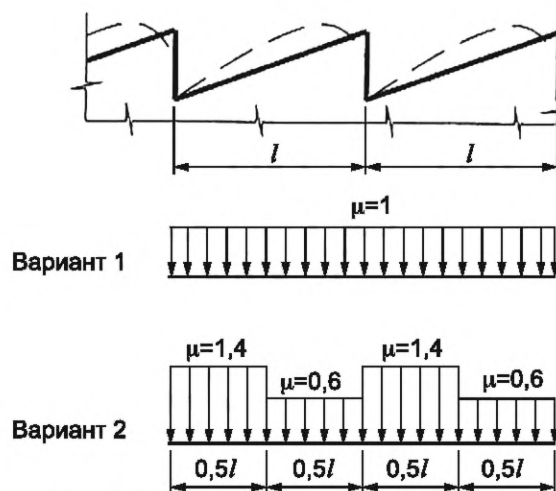 l l
μ=1
Вариант 1
μ=1,4 μ=0,6 μ=1,4 μ=0,6
Вариант 2
0,5l 0,5l 0,5l 0,5l